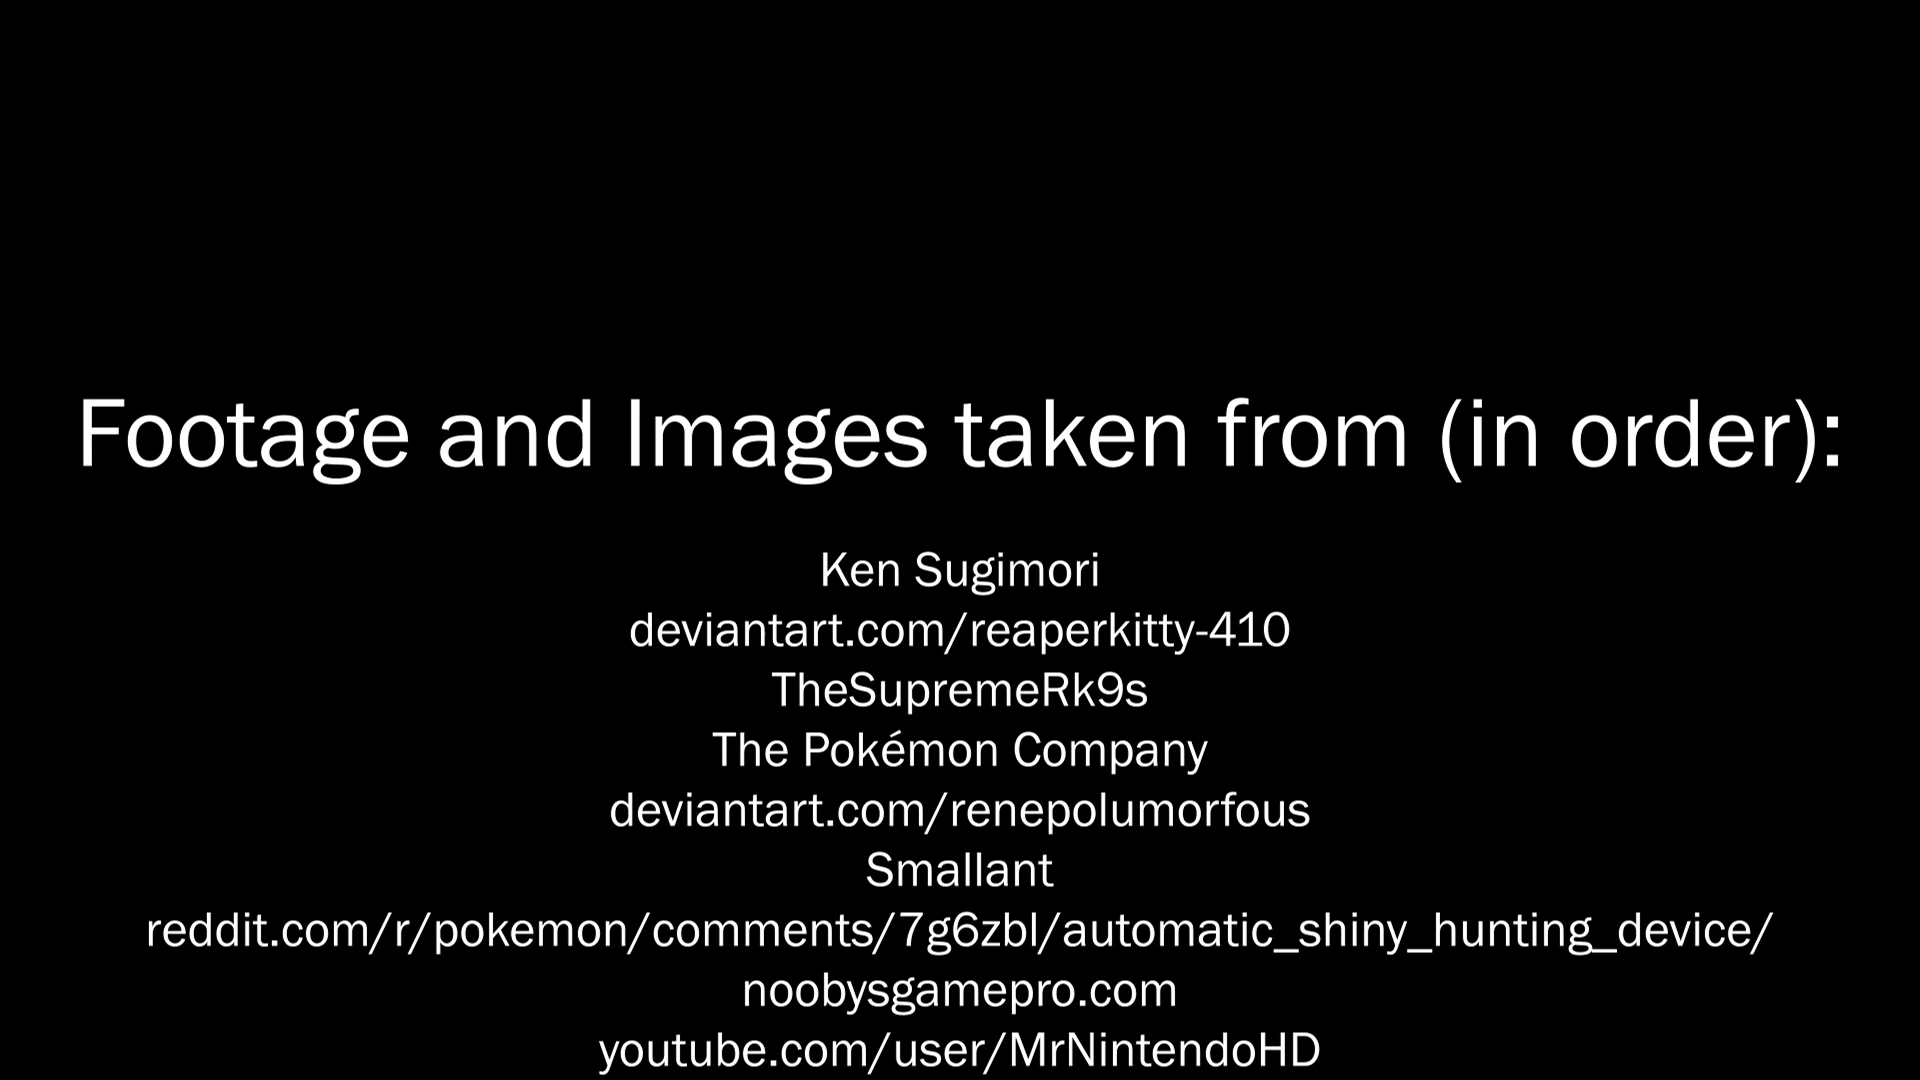 Footage and Images taken from (in order):
Ken Sugimori
deviantart.com/reaperkitty-410
TheSupremeRk9s
The Pokémon Company
deviantart.com/renepolumorfous
Smallant
reddit.com/r/pokemon/comments/7g6zbl/automatic_shiny_hunting_device/
noobysgamepro.com
youtube.com/user/MrNintendoHD